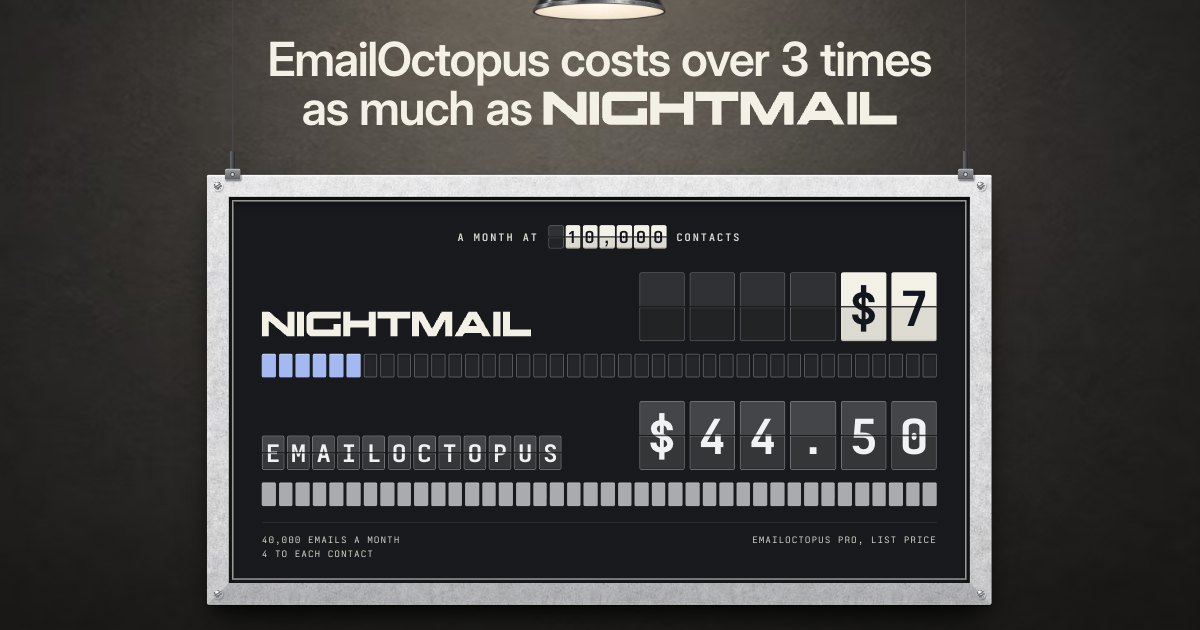 EmailOctopus costs over 3 times
as much as NIGHTMAIL
A MONTH AT 10,000 CONTACTS
NIGHTMAIL $7
EMAILOCTOPUS $44.50
40,000 EMAILS A MONTH
4 TO EACH CONTACT
EMAILOCTOPUS PRO, LIST PRICE